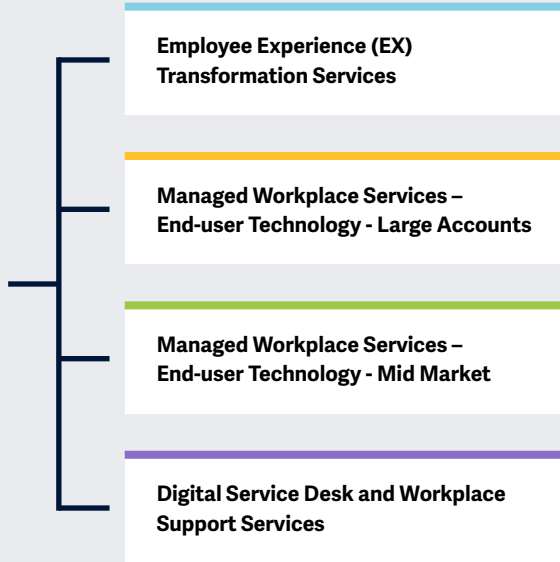 Employee Experience (EX)
Transformation Services
Managed Workplace Services –
End-user Technology - Large Accounts
Managed Workplace Services –
End-user Technology - Mid Market
Digital Service Desk and Workplace
Support Services